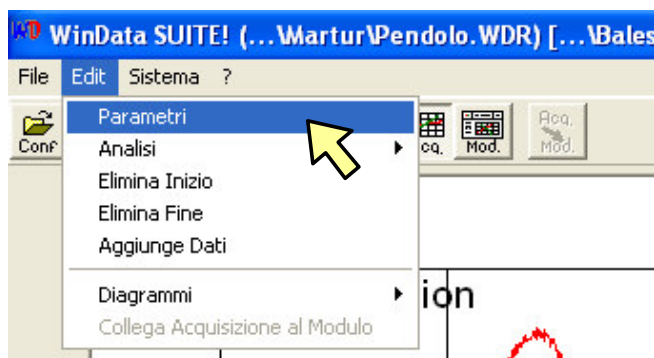 WD WinData SUITE! (...\Martur\Pendolo.WDR) [...\Bales
File Edit Sistema ?
Conf
Parametri
cq. Mod. Acq. Mod.
Analisi
Elimina Inizio
Elimina Fine
Aggiunge Dati
Diagrammi
ion
Collega Acquisizione al Modulo